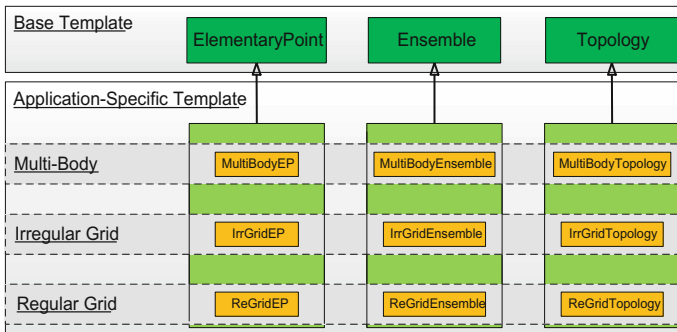 Base Template
ElementaryPoint Ensemble Topology
Application-Specific Template
Multi-Body MultiBodyEP MultiBodyEnsemble MultiBodyTopology
Irregular Grid IrrGridEP IrrGridEnsemble IrrGridTopology
Regular Grid ReGridEP ReGridEnsemble ReGridTopology